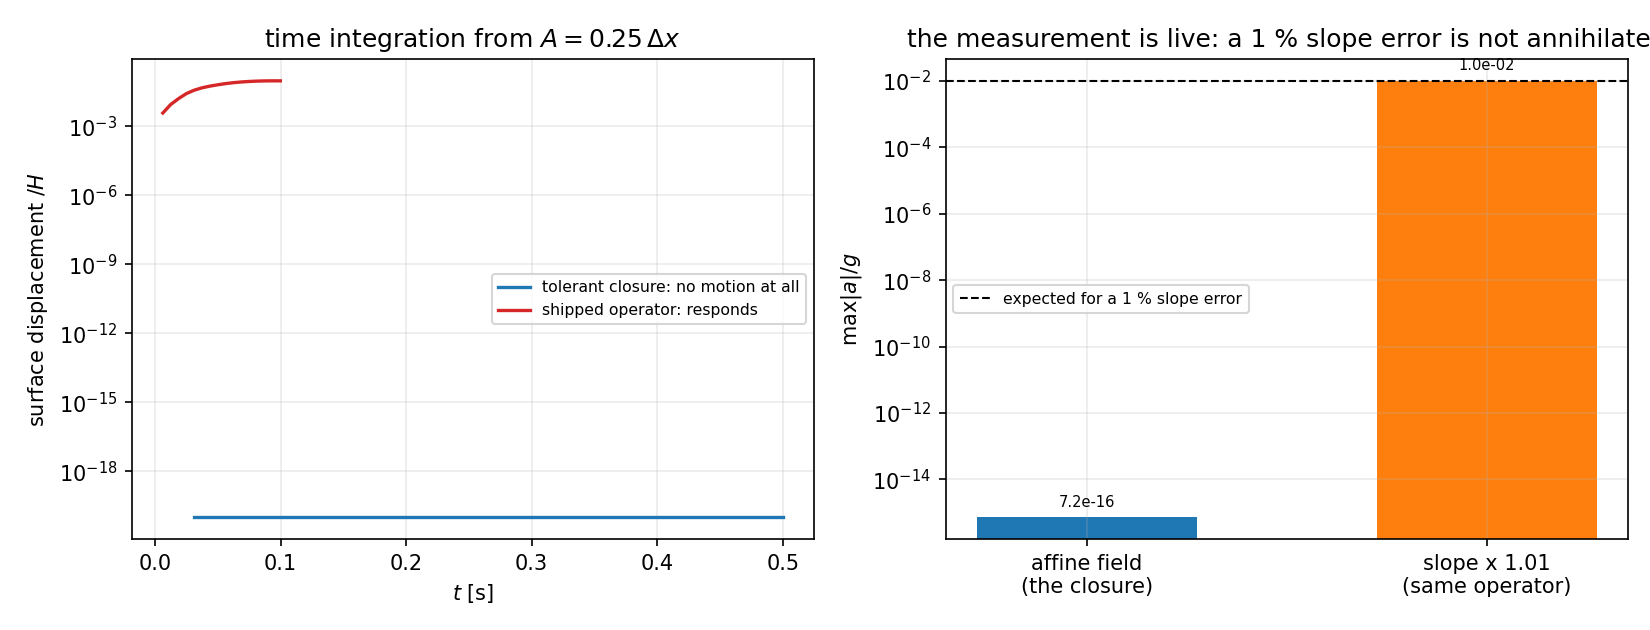 time integration from A = 0.25 Δx
surface displacement /H
10⁻³
10⁻⁶
10⁻⁹
10⁻¹²
10⁻¹⁵
10⁻¹⁸
tolerant closure: no motion at all
shipped operator: responds
0.0 0.1 0.2 0.3 0.4 0.5
t [s]
the measurement is live: a 1 % slope error is not annihilate
max|a|/g
10⁻²
10⁻⁴
10⁻⁶
10⁻⁸
10⁻¹⁰
10⁻¹²
10⁻¹⁴
1.0e-02
expected for a 1 % slope error
7.2e-16
affine field
(the closure)
slope x 1.01
(same operator)